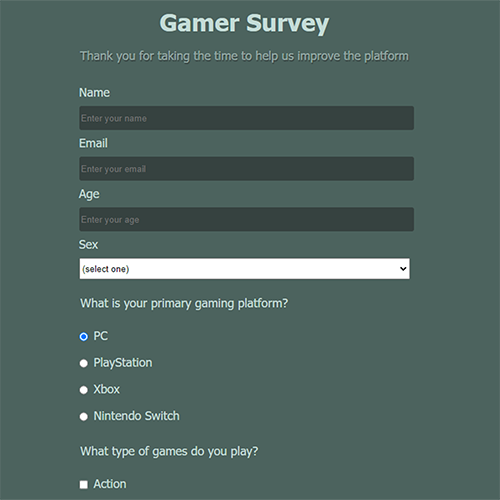 Gamer Survey
Thank you for taking the time to help us improve the platform
Name
Enter your name
Email
Enter your email
Age
Enter your age
Sex
(select one)
What is your primary gaming platform?
PC
PlayStation
Xbox
Nintendo Switch
What type of games do you play?
Action